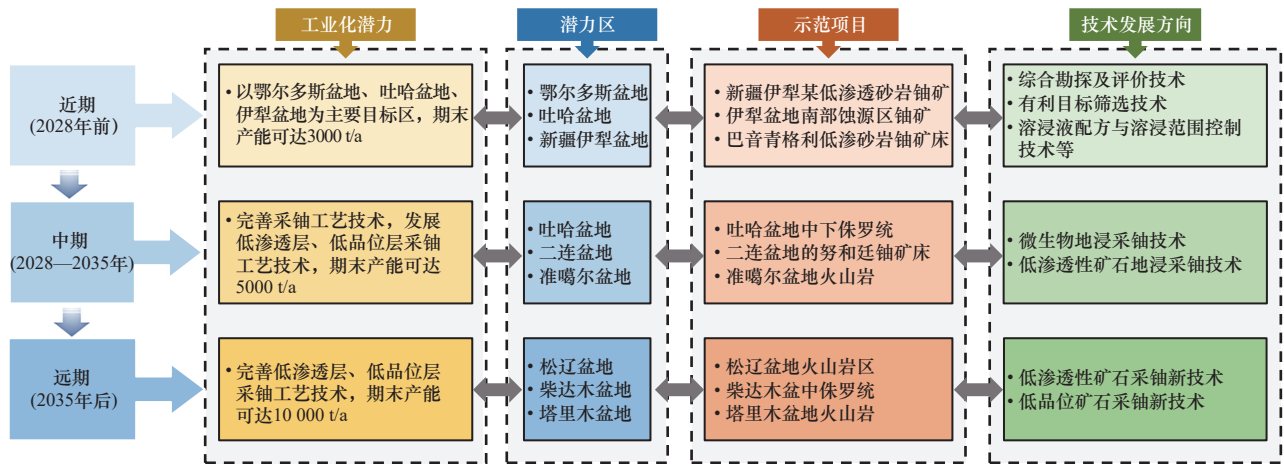 工业化潜力
潜力区
示范项目
技术发展方向
近期
(2028年前)
• 以鄂尔多斯盆地、吐哈盆地、
伊犁盆地为主要目标区，期末
产能可达3000 t/a
• 鄂尔多斯盆地
• 吐哈盆地
• 新疆伊犁盆地
• 新疆伊犁某低渗透砂岩铀矿
• 伊犁盆地南部蚀源区铀矿
• 巴音青格利低渗砂岩铀矿床
• 综合勘探及评价技术
• 有利目标筛选技术
• 溶浸液配方与溶浸范围控制
技术等
中期
(2028—2035年)
• 完善采铀工艺技术，发展
低渗透层、低品位层采铀
工艺技术，期末产能可达
5000 t/a
• 吐哈盆地
• 二连盆地
• 准噶尔盆地
• 吐哈盆地中下侏罗统
• 二连盆地的努和廷铀矿床
• 准噶尔盆地火山岩
• 微生物地浸采铀技术
• 低渗透性矿石地浸采铀技术
远期
(2035年后)
• 完善低渗透层、低品位层
采铀工艺技术，期末产能
可达10 000 t/a
• 松辽盆地
• 柴达木盆地
• 塔里木盆地
• 松辽盆地火山岩区
• 柴达木盆中侏罗统
• 塔里木盆地火山岩
• 低渗透性矿石采铀新技术
• 低品位矿石采铀新技术